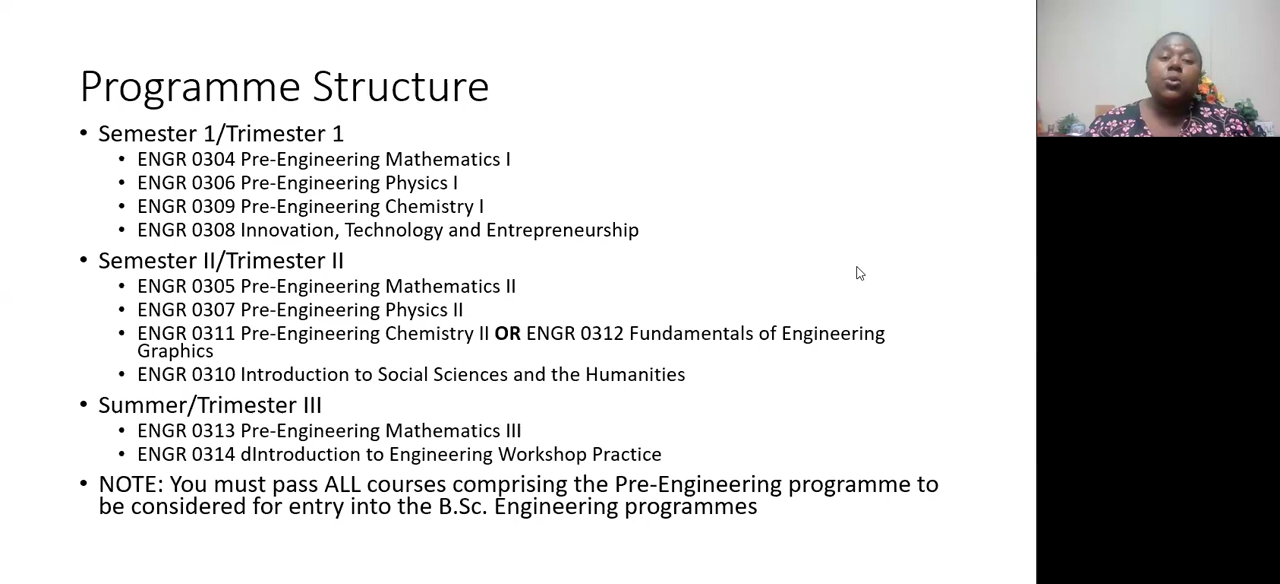 Programme Structure
• Semester 1/Trimester 1
• ENGR 0304 Pre-Engineering Mathematics I
• ENGR 0306 Pre-Engineering Physics I
• ENGR 0309 Pre-Engineering Chemistry I
• ENGR 0308 Innovation, Technology and Entrepreneurship
• Semester II/Trimester II
• ENGR 0305 Pre-Engineering Mathematics II
• ENGR 0307 Pre-Engineering Physics II
• ENGR 0311 Pre-Engineering Chemistry II OR ENGR 0312 Fundamentals of Engineering
Graphics
• ENGR 0310 Introduction to Social Sciences and the Humanities
• Summer/Trimester III
• ENGR 0313 Pre-Engineering Mathematics III
• ENGR 0314 dIntroduction to Engineering Workshop Practice
• NOTE: You must pass ALL courses comprising the Pre-Engineering programme to
be considered for entry into the B.Sc. Engineering programmes